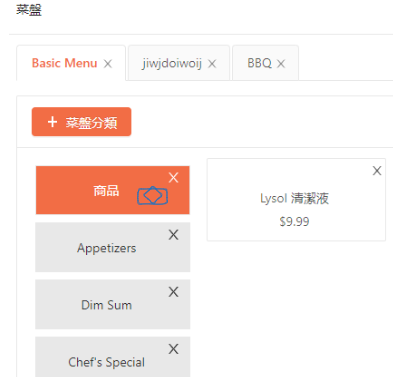 菜盤
Basic Menu × jiwjdoiwoij × BBQ ×
+ 菜盤分類
商品 X
Lysol 清潔液 X
$9.99
Appetizers X
Dim Sum X
Chef's Special X